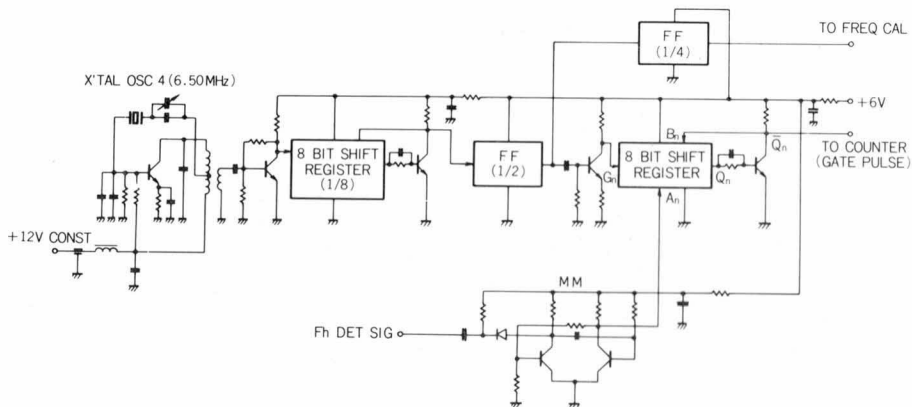 FF
(1/4)
TO FREQ CAL
X'TAL OSC 4 (6.50MHz)
+6V
8 BIT SHIFT
REGISTER
(1/8)
FF
(1/2)
Gn
Bn
8 BIT SHIFT
REGISTER
An
Qn
Q̅n
TO COUNTER
(GATE PULSE)
+12V CONST
MM
Fh DET SIG